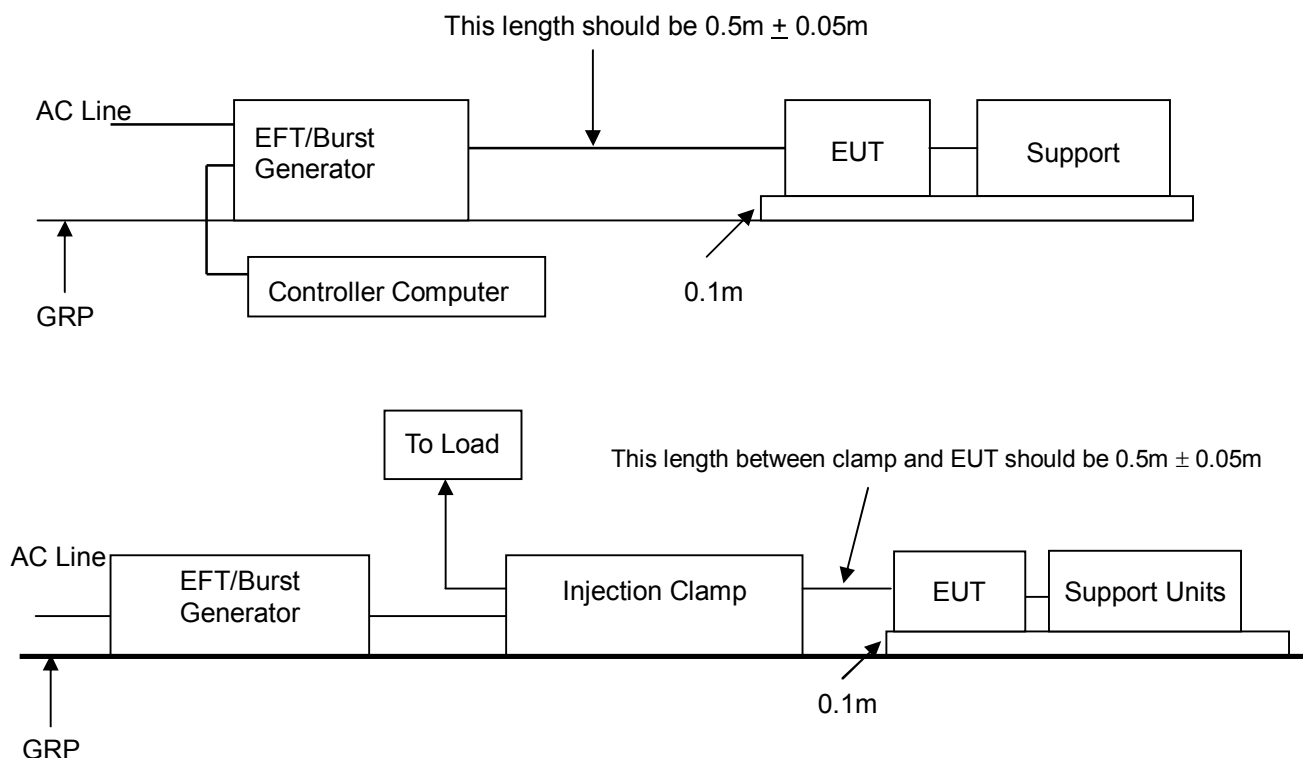 This length should be 0.5m ± 0.05m
AC Line
EFT/Burst
Generator
EUT
Support
0.1m
Controller Computer
GRP
To Load
This length between clamp and EUT should be 0.5m ± 0.05m
AC Line
EFT/Burst
Generator
Injection Clamp
EUT
Support Units
0.1m
GRP